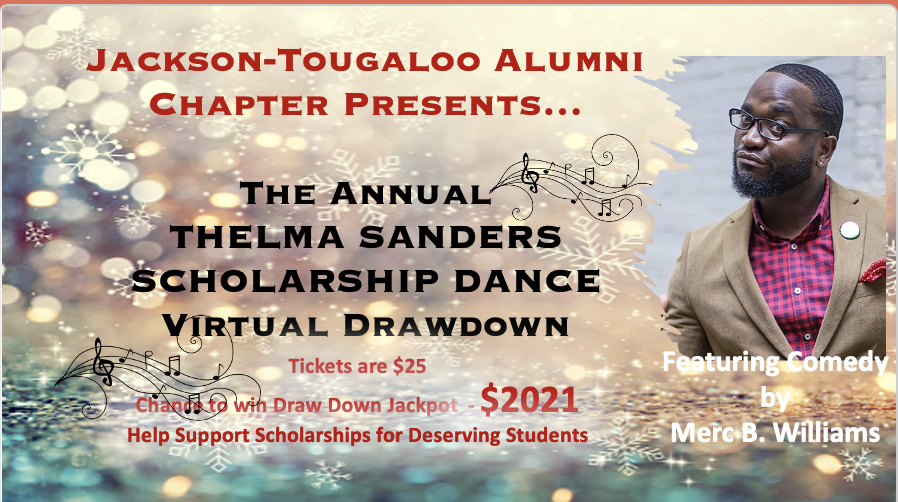 JACKSON-TOUGALOO ALUMNI
CHAPTER PRESENTS...
THE ANNUAL
THELMA SANDERS
SCHOLARSHIP DANCE
VIRTUAL DRAWDOWN
Tickets are $25
Chance to win Draw Down Jackpot - $2021
Help Support Scholarships for Deserving Students
Featuring Comedy
by
Merc B. Williams